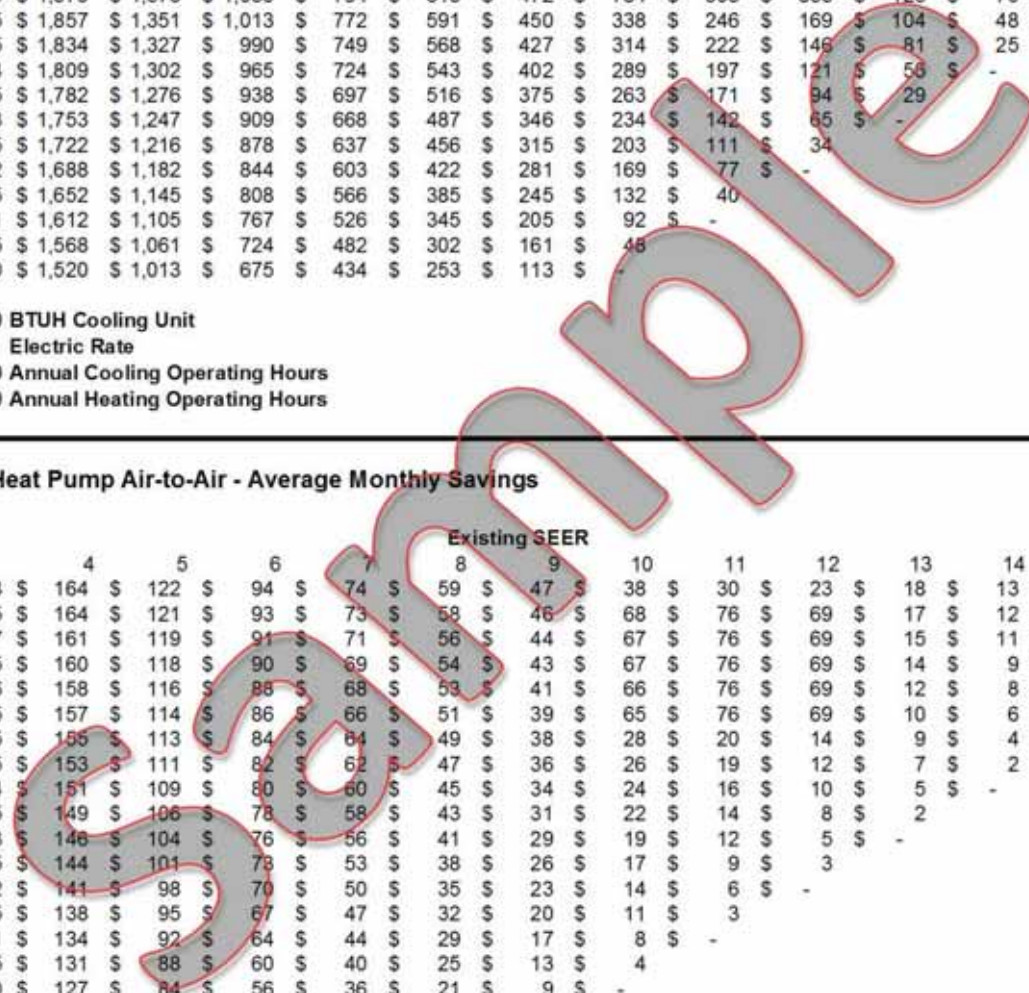 $ 1,857 $ 1,351 $ 1,013 $ 772 $ 591 $ 450 $ 338 $ 246 $ 169 $ 104 $ 48
$ 1,834 $ 1,327 $ 990 $ 749 $ 568 $ 427 $ 314 $ 222 $ 146 $ 81 $ 25
$ 1,809 $ 1,302 $ 965 $ 724 $ 543 $ 402 $ 289 $ 197 $ 121 $ 55 $ -
$ 1,782 $ 1,276 $ 938 $ 697 $ 516 $ 375 $ 263 $ 171 $ 94 $ 29
$ 1,753 $ 1,247 $ 909 $ 668 $ 487 $ 346 $ 234 $ 142 $ 65 $ -
$ 1,722 $ 1,216 $ 878 $ 637 $ 456 $ 315 $ 203 $ 111 $ 34
$ 1,688 $ 1,182 $ 844 $ 603 $ 422 $ 281 $ 169 $ 77 $ -
$ 1,652 $ 1,145 $ 808 $ 566 $ 385 $ 245 $ 132 $ 40
$ 1,612 $ 1,105 $ 767 $ 526 $ 345 $ 205 $ 92 $ -
$ 1,568 $ 1,061 $ 724 $ 482 $ 302 $ 161 $ 48
$ 1,520 $ 1,013 $ 675 $ 434 $ 253 $ 113 $ -
BTUH Cooling Unit
Electric Rate
Annual Cooling Operating Hours
Annual Heating Operating Hours
Heat Pump Air-to-Air - Average Monthly Savings
Existing SEER
4 5 6 7 8 9 10 11 12 13 14
$ 164 $ 122 $ 94 $ 74 $ 59 $ 47 $ 38 $ 30 $ 23 $ 18 $ 13
$ 164 $ 121 $ 93 $ 73 $ 58 $ 46 $ 68 $ 76 $ 69 $ 17 $ 12
$ 161 $ 119 $ 91 $ 71 $ 56 $ 44 $ 67 $ 76 $ 69 $ 15 $ 11
$ 160 $ 118 $ 90 $ 69 $ 54 $ 43 $ 67 $ 76 $ 69 $ 14 $ 9
$ 158 $ 116 $ 88 $ 68 $ 53 $ 41 $ 66 $ 76 $ 69 $ 12 $ 8
$ 157 $ 114 $ 86 $ 66 $ 51 $ 39 $ 65 $ 76 $ 69 $ 10 $ 6
$ 155 $ 113 $ 84 $ 64 $ 49 $ 38 $ 28 $ 20 $ 14 $ 9 $ 4
$ 153 $ 111 $ 82 $ 62 $ 47 $ 36 $ 26 $ 19 $ 12 $ 7 $ 2
$ 151 $ 109 $ 80 $ 60 $ 45 $ 34 $ 24 $ 16 $ 10 $ 5 $ -
$ 149 $ 106 $ 78 $ 58 $ 43 $ 31 $ 22 $ 14 $ 8 $ 2
$ 146 $ 104 $ 76 $ 56 $ 41 $ 29 $ 19 $ 12 $ 5 $ -
$ 144 $ 101 $ 73 $ 53 $ 38 $ 26 $ 17 $ 9 $ 3
$ 141 $ 98 $ 70 $ 50 $ 35 $ 23 $ 14 $ 6 $ -
$ 138 $ 95 $ 67 $ 47 $ 32 $ 20 $ 11 $ 3
$ 134 $ 92 $ 64 $ 44 $ 29 $ 17 $ 8 $ -
$ 131 $ 88 $ 60 $ 40 $ 25 $ 13 $ 4
$ 127 $ 84 $ 56 $ 36 $ 21 $ 9 $ -
Sample